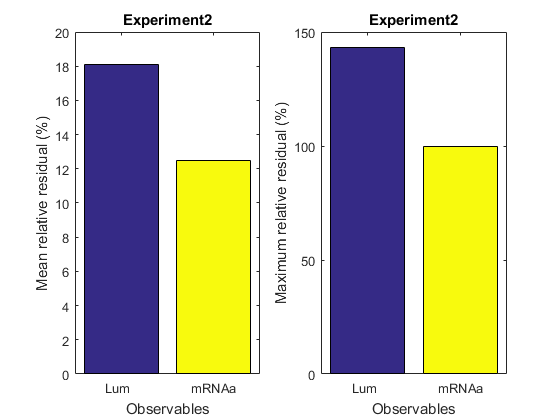 Experiment2
20
18
16
14
12
10
8
6
4
2
0
Mean relative residual (%)
Lum mRNAa
Observables
Experiment2
150
100
50
0
Maximum relative residual (%)
Lum mRNAa
Observables